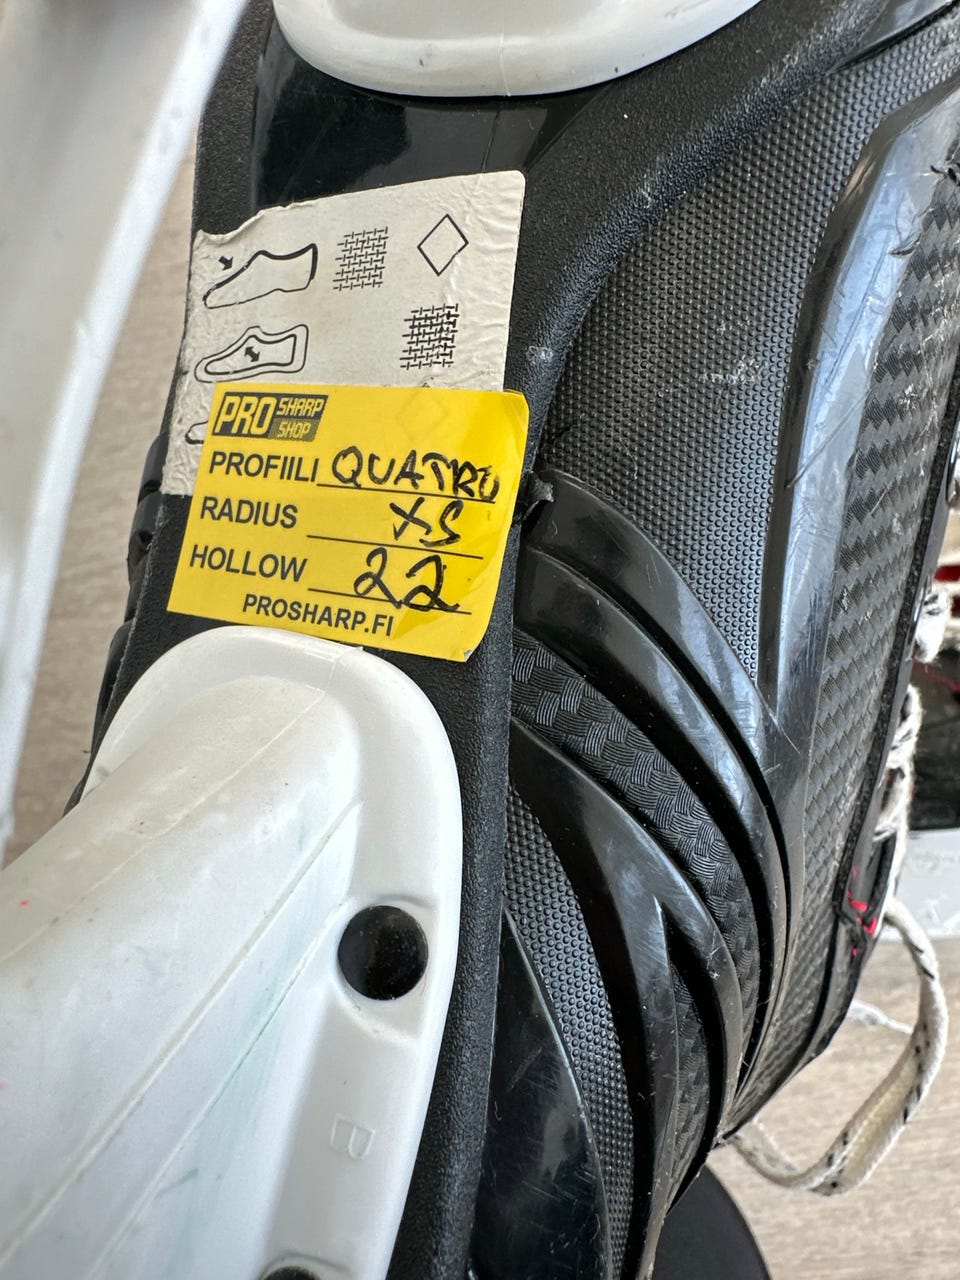 PRO SHARP
SHOP
PROFIILI QUATRO
RADIUS XS
HOLLOW 22
PROSHARP.FI
B